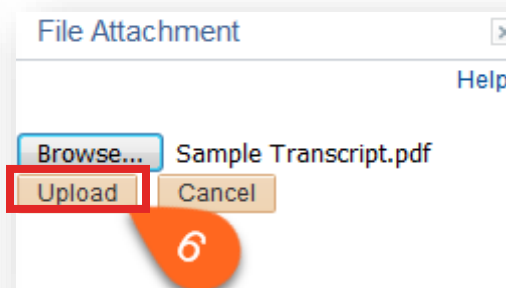 File Attachment
Help
Browse... Sample Transcript.pdf
Upload Cancel
6